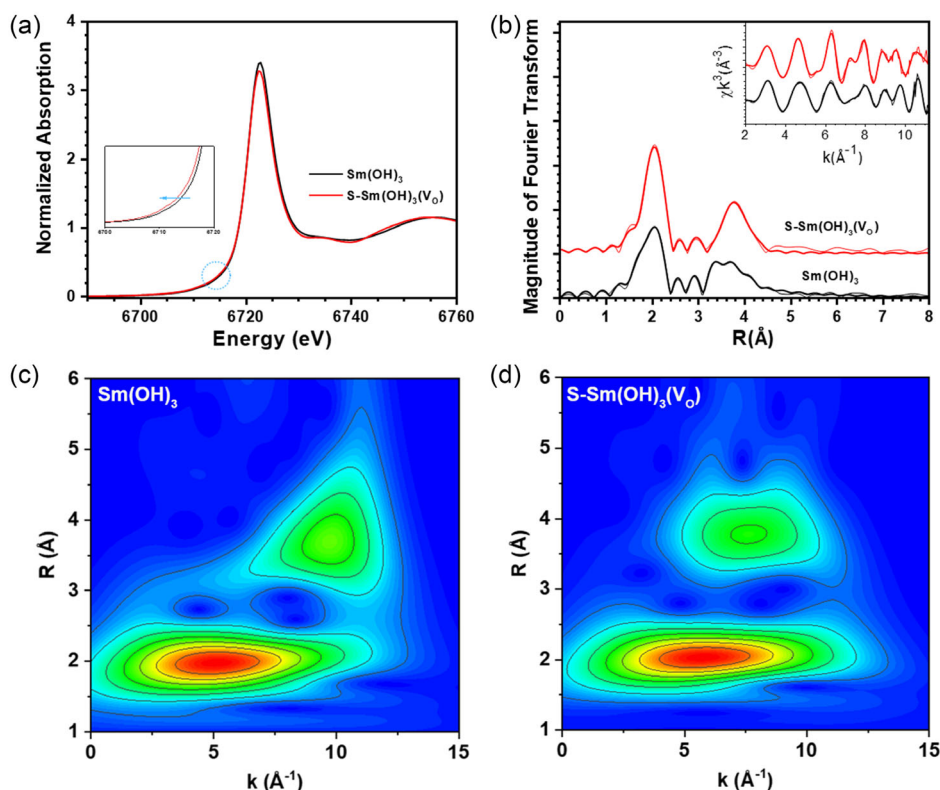 (a)
Normalized Absorption
4
3
2
1
0
6700
6710
6720
Sm(OH)₃
S-Sm(OH)₃(V₀)
6700
6720
6740
6760
Energy (eV)
(b)
Magnitude of Fourier Transform
χk³(Å⁻³)
2
4
6
8
10
k(Å⁻¹)
S-Sm(OH)₃(V₀)
Sm(OH)₃
0
1
2
3
4
5
6
7
8
R(Å)
(c)
Sm(OH)₃
R (Å)
6
5
4
3
2
1
0
5
10
15
k (Å⁻¹)
(d)
S-Sm(OH)₃(V₀)
R (Å)
6
5
4
3
2
1
0
5
10
15
k (Å⁻¹)